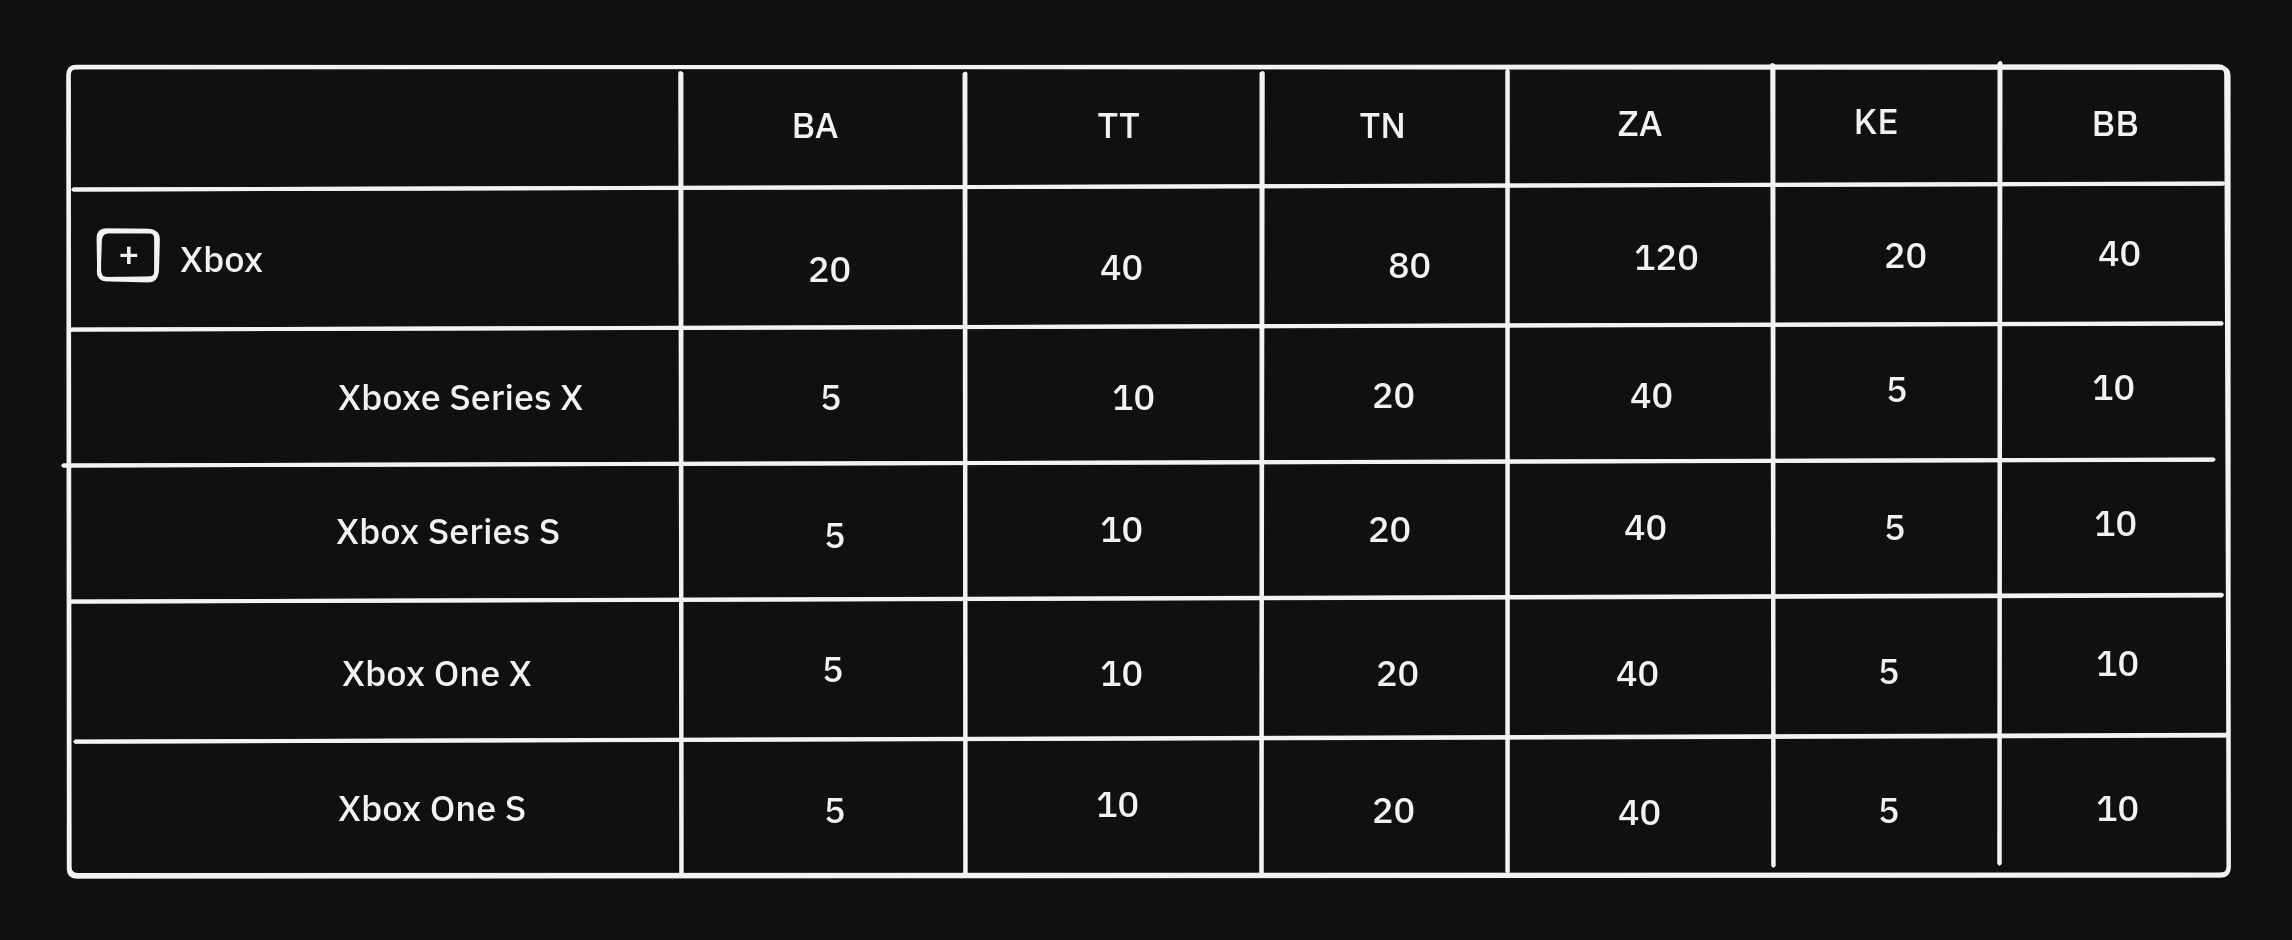 BA TT TN ZA KE BB
+ Xbox 20 40 80 120 20 40
Xboxe Series X 5 10 20 40 5 10
Xbox Series S 5 10 20 40 5 10
Xbox One X 5 10 20 40 5 10
Xbox One S 5 10 20 40 5 10